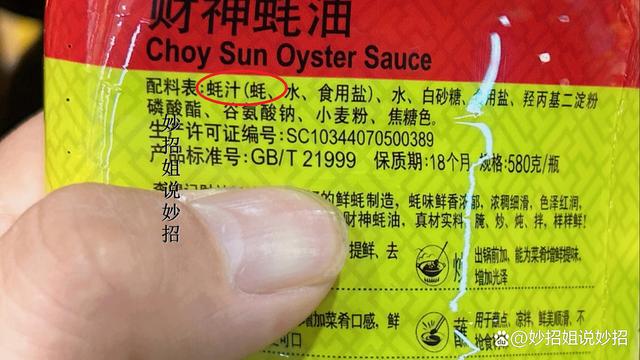 财神蚝油
Choy Sun Oyster Sauce
配料表:蚝汁(蚝、水、食用盐)、水、白砂糖、食用盐、羟丙基二淀粉
磷酸酯、谷氨酸钠、小麦粉、焦糖色。
生产许可证编号:SC10344070500389
产品标准号:GB/T 21999 保质期:18个月 规格:580克/瓶
的鲜蚝制造,蚝味鲜香浓郁、浓稠细滑,色泽红润,
财神蚝油,真材实料,腌、炒、炖、拌,样样鲜!
提鲜、去
炒
出锅前加,能为菜肴增鲜提味、
增加光泽
增加菜肴口感,鲜
可口
蘸
用于蘸点、凉拌,鲜美顺滑,不
抢食材
妙招姐说妙招
@妙招姐说妙招